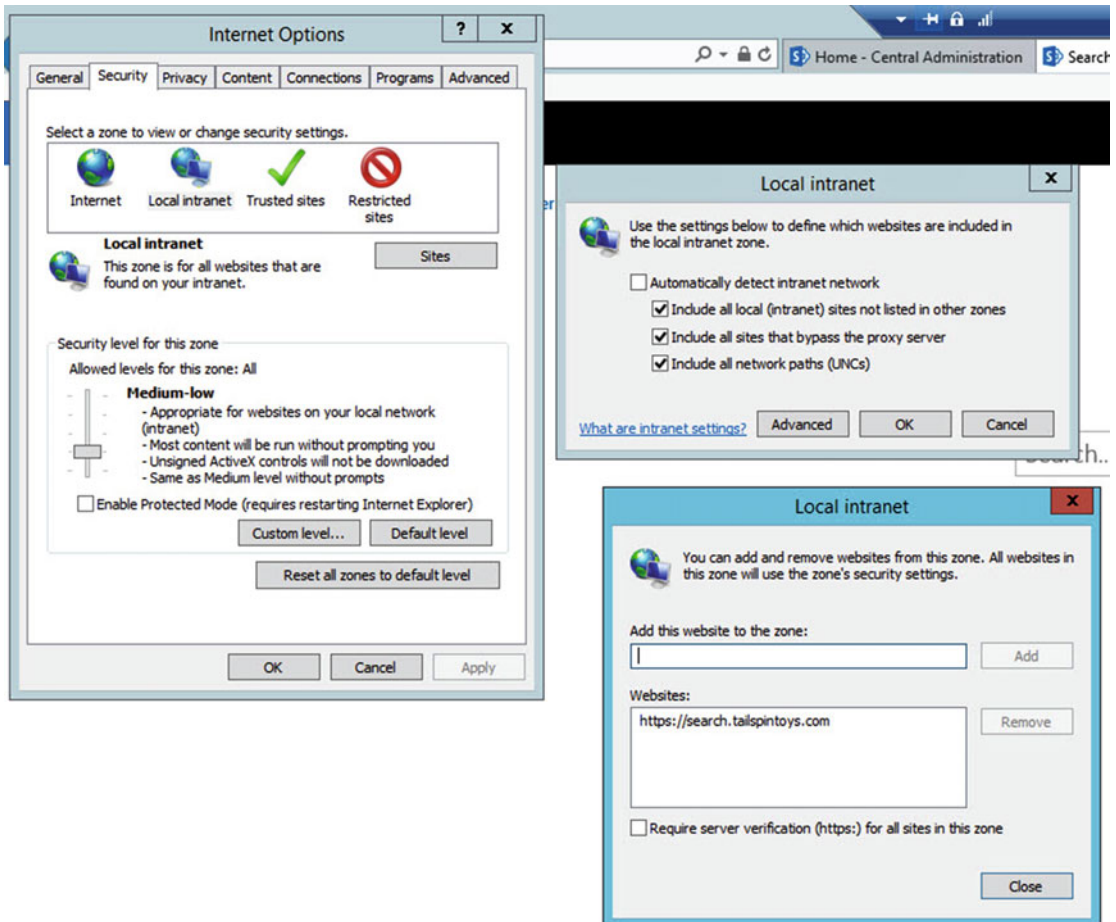 Internet Options
? x
General Security Privacy Content Connections Programs Advanced
Select a zone to view or change security settings.
Internet Local intranet Trusted sites Restricted
sites
Local intranet
This zone is for all websites that are
found on your intranet.
Sites
Security level for this zone
Allowed levels for this zone: All
Medium-low
- Appropriate for websites on your local network
(intranet)
- Most content will be run without prompting you
- Unsigned ActiveX controls will not be downloaded
- Same as Medium level without prompts
Enable Protected Mode (requires restarting Internet Explorer)
Custom level... Default level
Reset all zones to default level
OK Cancel Apply
Home - Central Administration Search
er
Local intranet
x
Use the settings below to define which websites are included in
the local intranet zone.
Automatically detect intranet network
Include all local (intranet) sites not listed in other zones
Include all sites that bypass the proxy server
Include all network paths (UNCs)
What are intranet settings? Advanced OK Cancel
Local intranet
x
You can add and remove websites from this zone. All websites in
this zone will use the zone's security settings.
Add this website to the zone:
Add
Websites:
https://search.tailspintoys.com
Remove
Require server verification (https:) for all sites in this zone
Close